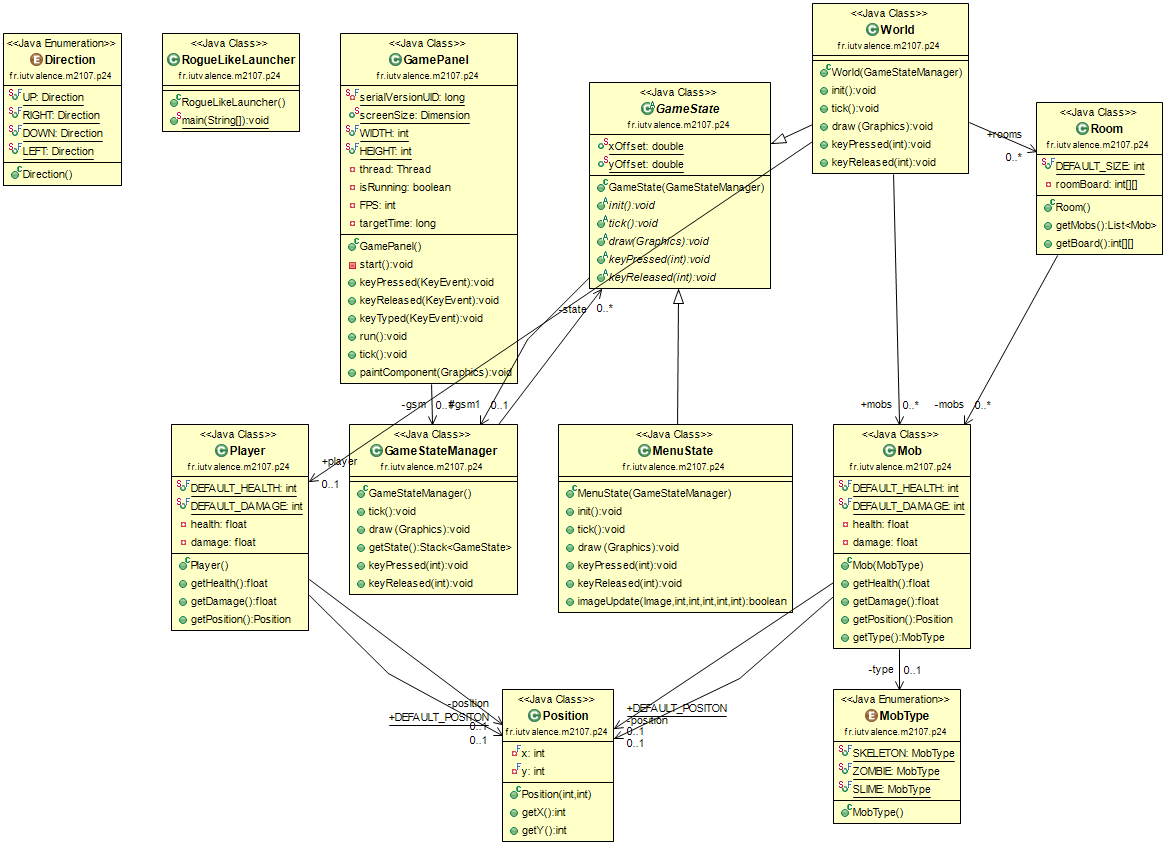 <<Java Enumeration>>
Direction
fr.iutvalence.m2107.p24
UP: Direction
RIGHT: Direction
DOWN: Direction
LEFT: Direction
Direction()
<<Java Class>>
RogueLikeLauncher
fr.iutvalence.m2107.p24
RogueLikeLauncher()
main(String[]):void
<<Java Class>>
GamePanel
fr.iutvalence.m2107.p24
serialVersionUID: long
screenSize: Dimension
WIDTH: int
HEIGHT: int
thread: Thread
isRunning: boolean
FPS: int
targetTime: long
GamePanel()
start():void
keyPressed(KeyEvent):void
keyReleased(KeyEvent):void
keyTyped(KeyEvent):void
run():void
tick():void
paintComponent(Graphics):void
<<Java Class>>
GameState
fr.iutvalence.m2107.p24
xOffset: double
yOffset: double
GameState(GameStateManager)
init():void
tick():void
draw(Graphics):void
keyPressed(int):void
keyReleased(int):void
<<Java Class>>
World
fr.iutvalence.m2107.p24
World(GameStateManager)
init():void
tick():void
draw(Graphics):void
keyPressed(int):void
keyReleased(int):void
+rooms
0..*
<<Java Class>>
Room
fr.iutvalence.m2107.p24
DEFAULT_SIZE: int
roomBoard: int[][]
Room()
getMobs():List<Mob>
getBoard():int[][]
-state
0..*
-gsm
0..1
#gsm1
0..1
+mobs
0..*
-mobs
0..*
+player
0..1
<<Java Class>>
Player
fr.iutvalence.m2107.p24
DEFAULT_HEALTH: int
DEFAULT_DAMAGE: int
health: float
damage: float
Player()
getHealth():float
getDamage():float
getPosition():Position
<<Java Class>>
GameStateManager
fr.iutvalence.m2107.p24
GameStateManager()
tick():void
draw(Graphics):void
getState():Stack<GameState>
keyPressed(int):void
keyReleased(int):void
<<Java Class>>
MenuState
fr.iutvalence.m2107.p24
MenuState(GameStateManager)
init():void
tick():void
draw(Graphics):void
keyPressed(int):void
keyReleased(int):void
imageUpdate(Image,int,int,int,int,int):boolean
<<Java Class>>
Mob
fr.iutvalence.m2107.p24
DEFAULT_HEALTH: int
DEFAULT_DAMAGE: int
health: float
damage: float
Mob(MobType)
getHealth():float
getDamage():float
getPosition():Position
getType():MobType
-type
0..1
-position
+DEFAULT_POSITON
0..1
0..1
+DEFAULT_POSITON
-position
0..1
0..1
<<Java Class>>
Position
fr.iutvalence.m2107.p24
x: int
y: int
Position(int,int)
getX():int
getY():int
<<Java Enumeration>>
MobType
fr.iutvalence.m2107.p24
SKELETON: MobType
ZOMBIE: MobType
SLIME: MobType
MobType()